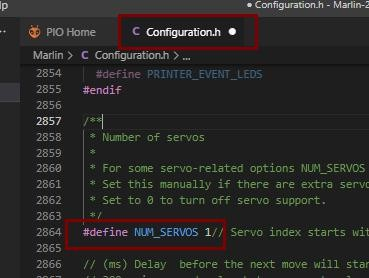 lp
Configuration.h - Marlin-2
PIO Home
C Configuration.h
Marlin > C Configuration.h > ...
2854 #define PRINTER_EVENT_LEDS
2855 #endif
2856
2857 /**
2858 * Number of servos
2859 *
2860 * For some servo-related options NUM_SERVOS
2861 * Set this manually if there are extra servo
2862 * Set to 0 to turn off servo support.
2863 */
2864 #define NUM_SERVOS 1// Servo index starts wit
2865
2866 // (ms) Delay before the next move will star